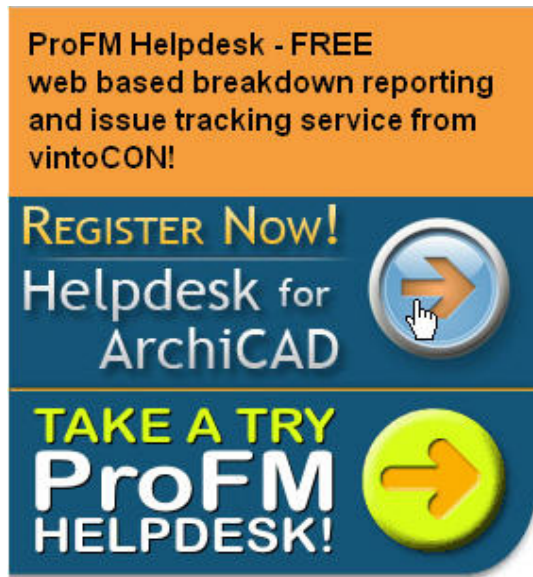 ProFM Helpdesk - FREE
web based breakdown reporting
and issue tracking service from
vintoCON!
REGISTER NOW!
Helpdesk for
ArchiCAD
TAKE A TRY
ProFM
HELPDESK!